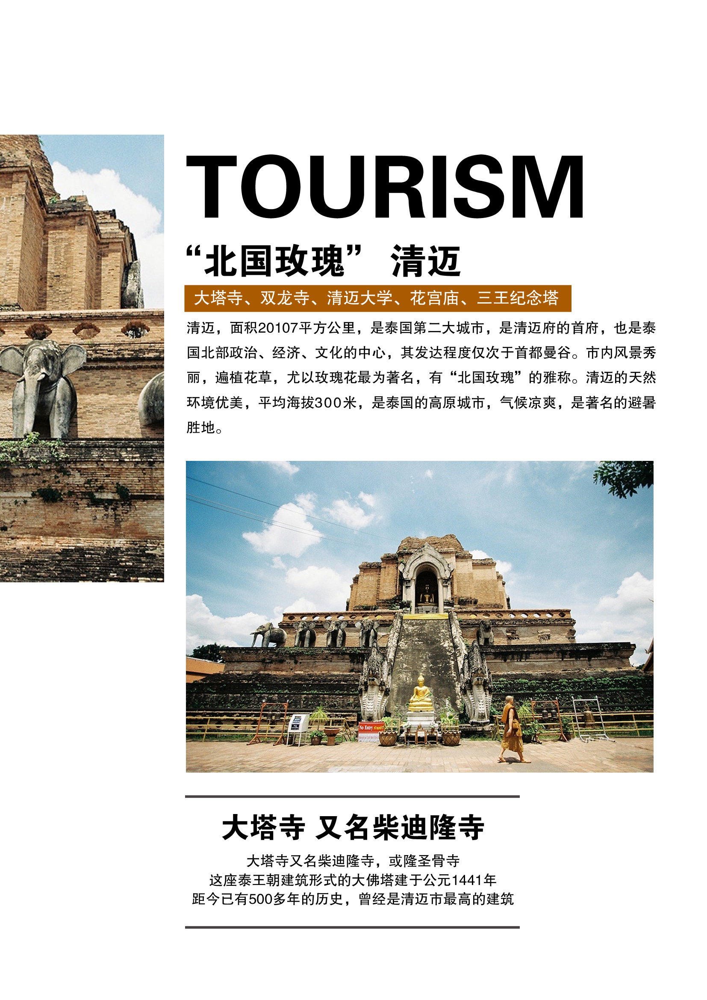 TOURISM
“北国玫瑰” 清迈
大塔寺、双龙寺、清迈大学、花宫庙、三王纪念塔
清迈，面积20107平方公里，是泰国第二大城市，是清迈府的首府，也是泰
国北部政治、经济、文化的中心，其发达程度仅次于首都曼谷。市内风景秀
丽，遍植花草，尤以玫瑰花最为著名，有“北国玫瑰”的雅称。清迈的天然
环境优美，平均海拔300米，是泰国的高原城市，气候凉爽，是著名的避暑
胜地。
No Entry
大塔寺 又名柴迪隆寺
大塔寺又名柴迪隆寺，或隆圣骨寺
这座泰王朝建筑形式的大佛塔建于公元1441年
距今已有500多年的历史，曾经是清迈市最高的建筑